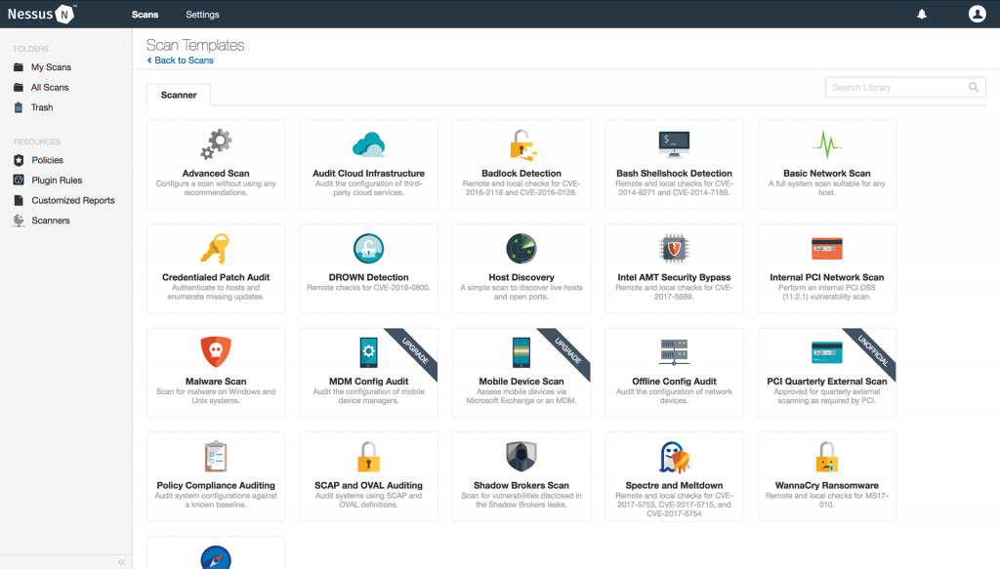 Nessus N
Scans Settings
FOLDERS
My Scans
All Scans
Trash
RESOURCES
Policies
Plugin Rules
Customized Reports
Scanners
Scan Templates
Back to Scans
Scanner
Search Library
Advanced Scan
Configure a scan without using any
recommendations.
Audit Cloud Infrastructure
Audit the configuration of third-
party cloud services.
Badlock Detection
Remote and local checks for CVE-
2016-2118 and CVE-2016-0128.
$_
Bash Shellshock Detection
Remote and local checks for CVE-
2014-6271 and CVE-2014-7169.
Basic Network Scan
A full system scan suitable for any
host.
Credentialed Patch Audit
Authenticate to hosts and
enumerate missing updates.
DROWN Detection
Remote checks for CVE-2016-0800.
Host Discovery
A simple scan to discover live hosts
and open ports.
Intel AMT Security Bypass
Remote and local checks for CVE-
2017-5689.
Internal PCI Network Scan
Perform an internal PCI DSS
(11.2.1) vulnerability scan.
Malware Scan
Scan for malware on Windows and
Unix systems.
UPGRADE
MDM Config Audit
Audit the configuration of mobile
device managers.
UPGRADE
Mobile Device Scan
Assess mobile devices via
Microsoft Exchange or an MDM.
Offline Config Audit
Audit the configuration of network
devices.
UNOFFICIAL
PCI Quarterly External Scan
Approved for quarterly external
scanning as required by PCI.
Policy Compliance Auditing
Audit system configurations against
a known baseline.
SCAP and OVAL Auditing
Audit systems using SCAP and
OVAL definitions.
Shadow Brokers Scan
Scan for vulnerabilities disclosed in
the Shadow Brokers leaks.
Spectre and Meltdown
Remote and local checks for CVE-
2017-5753, CVE-2017-5715, and
CVE-2017-5754
WannaCry Ransomware
Remote and local checks for MS17-
010.